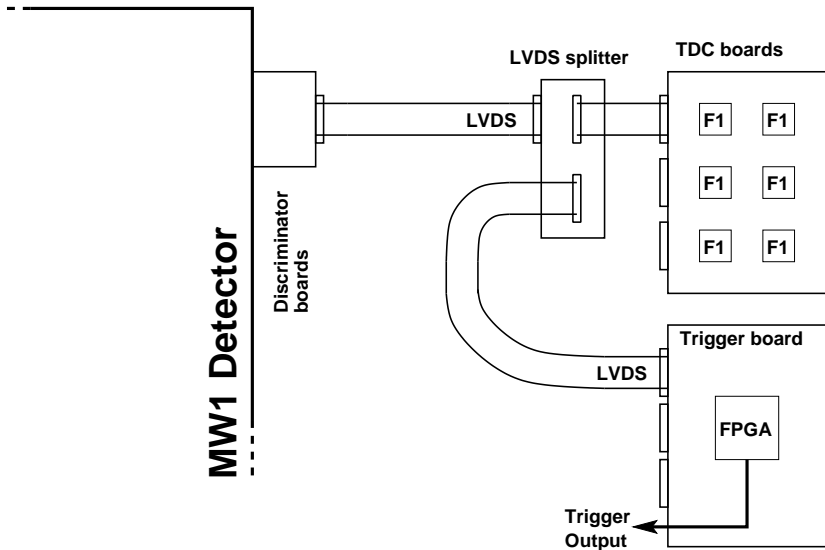 LVDS splitter
TDC boards
LVDS
F1 F1
F1 F1
F1 F1
MW1 Detector
Discriminator
boards
Trigger board
LVDS
FPGA
Trigger
Output